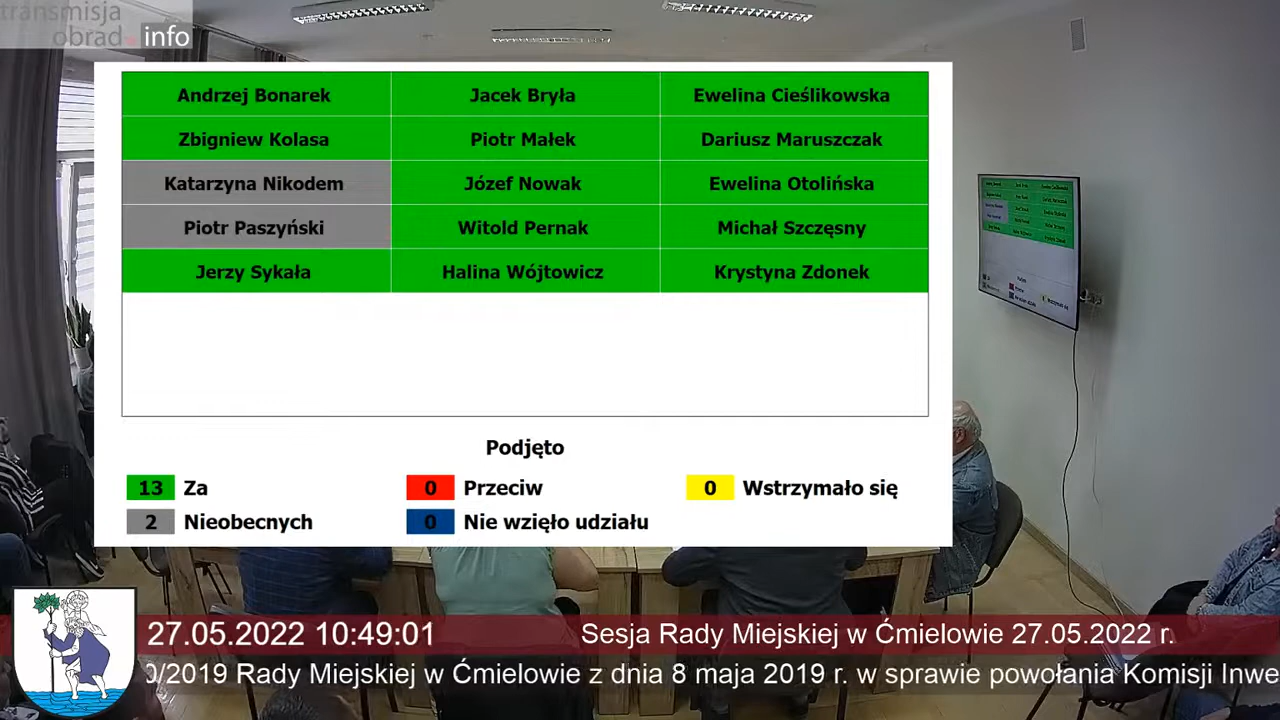 transmisja
obrad.info
Andrzej Bonarek Jacek Bryła Ewelina Cieślikowska
Zbigniew Kolasa Piotr Małek Dariusz Maruszczak
Katarzyna Nikodem Józef Nowak Ewelina Otolińska
Piotr Paszyński Witold Pernak Michał Szczęsny
Jerzy Sykała Halina Wójtowicz Krystyna Zdonek
Podjęto
13 Za 0 Przeciw 0 Wstrzymało się
2 Nieobecnych 0 Nie wzięło udziału
27.05.2022 10:49:01 Sesja Rady Miejskiej w Ćmielowie 27.05.2022 r.
0/2019 Rady Miejskiej w Ćmielowie z dnia 8 maja 2019 r. w sprawie powołania Komisji Inwe